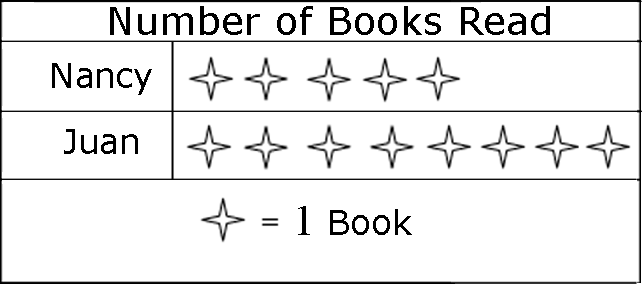 Number of Books Read
Nancy
Juan
= 1 Book